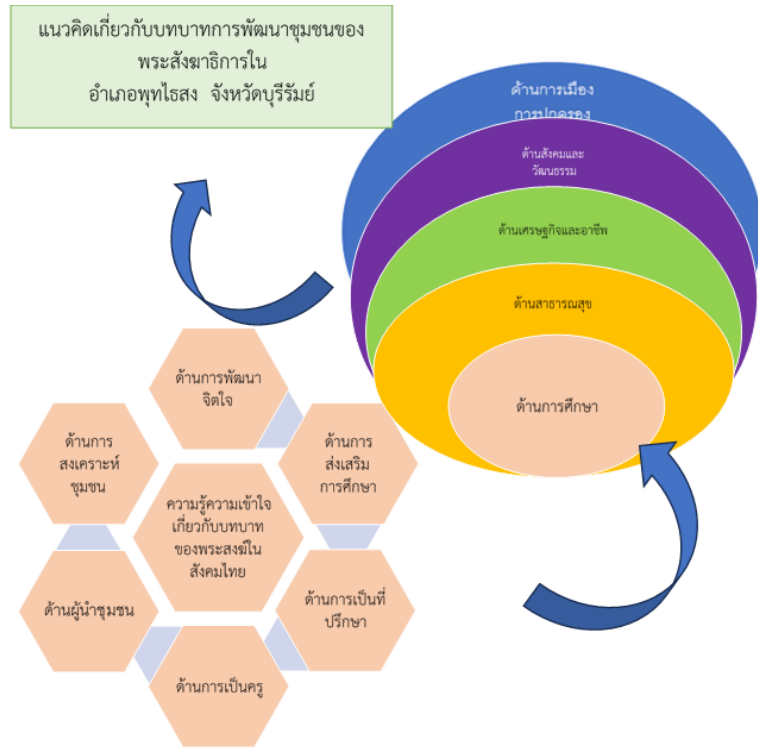 แนวคิดเกี่ยวกับบทบาทการพัฒนาชุมชนของ
พระสังฆาธิการใน
อำเภอพุทไธสง จังหวัดบุรีรัมย์
ด้านการเมือง
การปกครอง
ด้านสังคมและ
วัฒนธรรม
ด้านเศรษฐกิจและอาชีพ
ด้านสาธารณสุข
ด้านการศึกษา
ด้านการพัฒนา
จิตใจ
ด้านการ
ส่งเสริม
การศึกษา
ด้านการเป็นที่
ปรึกษา
ด้านการเป็นครู
ด้านผู้นำชุมชน
ด้านการ
สงเคราะห์
ชุมชน
ความรู้ความเข้าใจ
เกี่ยวกับบทบาท
ของพระสงฆ์ใน
สังคมไทย